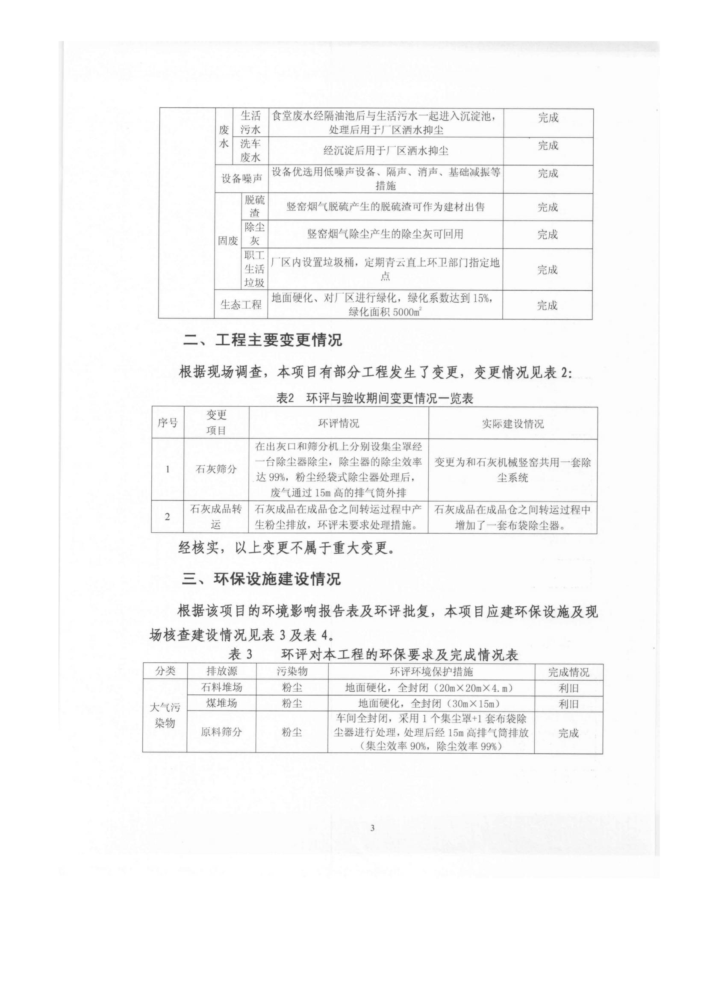 废水
生活污水
食堂废水经隔油池后与生活污水一起进入沉淀池，
处理后用于厂区洒水抑尘
完成
洗车废水
经沉淀后用于厂区洒水抑尘
完成
设备噪声
设备优选用低噪声设备、隔声、消声、基础减振等
措施
完成
固废
脱硫渣
竖窑烟气脱硫产生的脱硫渣可作为建材出售
完成
除尘灰
竖窑烟气除尘产生的除尘灰可回用
完成
职工生活垃圾
厂区内设置垃圾桶，定期青云直上环卫部门指定地
点
完成
生态工程
地面硬化、对厂区进行绿化，绿化系数达到 15%，
绿化面积 5000m²
完成
二、工程主要变更情况
根据现场调查，本项目有部分工程发生了变更，变更情况见表 2：
表2 环评与验收期间变更情况一览表
序号
变更
项目
环评情况
实际建设情况
1
石灰筛分
在出灰口和筛分机上分别设集尘罩经
一台除尘器除尘，除尘器的除尘效率
达 99%，粉尘经袋式除尘器处理后，
废气通过 15m 高的排气筒外排
变更为和石灰机械竖窑共用一套除
尘系统
2
石灰成品转
运
石灰成品在成品仓之间转运过程中产
生粉尘排放，环评未要求处理措施。
石灰成品在成品仓之间转运过程中
增加了一套布袋除尘器。
经核实，以上变更不属于重大变更。
三、环保设施建设情况
根据该项目的环境影响报告表及环评批复，本项目应建环保设施及现
场核查建设情况见表 3 及表 4。
表 3 环评对本工程的环保要求及完成情况表
分类 排放源 污染物 环评环境保护措施 完成情况
大气污
染物
石料堆场 粉尘 地面硬化，全封闭（20m×20m×4.m） 利旧
煤堆场 粉尘 地面硬化，全封闭（30m×15m） 利旧
原料筛分
粉尘
车间全封闭，采用 1 个集尘罩+1 套布袋除
尘器进行处理，处理后经 15m 高排气筒排放
（集尘效率 90%，除尘效率 99%）
完成
3